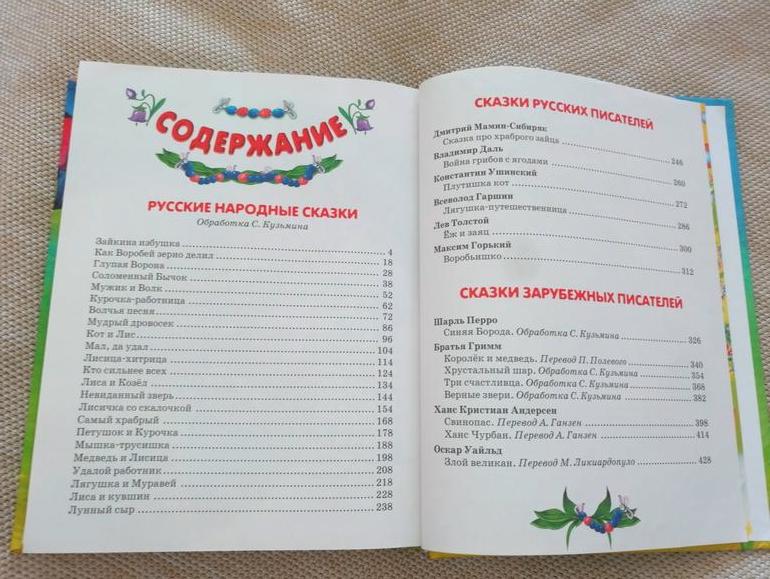 СОДЕРЖАНИЕ
РУССКИЕ НАРОДНЫЕ СКАЗКИ
Обработка С. Кузьмина
Зайкина избушка 4
Как Воробей зерно делил 18
Глупая Ворона 28
Соломенный Бычок 38
Мужик и Волк 52
Курочка-работница 62
Волчья песня 72
Мудрый дровосек 86
Кот и Лис 96
Мал, да удал 104
Лисица-хитрица 114
Кто сильнее всех 124
Лиса и Козёл 134
Невиданный зверь 144
Лисичка со скалочкой 154
Самый храбрый 168
Петушок и Курочка 178
Мышка-трусишка 188
Медведь и Лисица 198
Удалой работник 208
Лягушка и Муравей 218
Лиса и кувшин 228
Лунный сыр 238
СКАЗКИ РУССКИХ ПИСАТЕЛЕЙ
Дмитрий Мамин-Сибиряк
Сказка про храброго зайца 246
Владимир Даль
Война грибов с ягодами 260
Константин Ушинский
Плутишка кот 272
Всеволод Гаршин
Лягушка-путешественница 286
Лев Толстой
Ёж и заяц 300
Максим Горький
Воробьишко 312
СКАЗКИ ЗАРУБЕЖНЫХ ПИСАТЕЛЕЙ
Шарль Перро
Синяя Борода. Обработка С. Кузьмина 326
Братья Гримм
Королёк и медведь. Перевод П. Полевого 340
Хрустальный шар. Обработка С. Кузьмина 354
Три счастливца. Обработка С. Кузьмина 368
Верные звери. Обработка С. Кузьмина 382
Ханс Кристиан Андерсен
Свинопас. Перевод А. Ганзен 398
Ханс Чурбан. Перевод А. Ганзен 414
Оскар Уайльд
Злой великан. Перевод М. Ликиардопуло 428